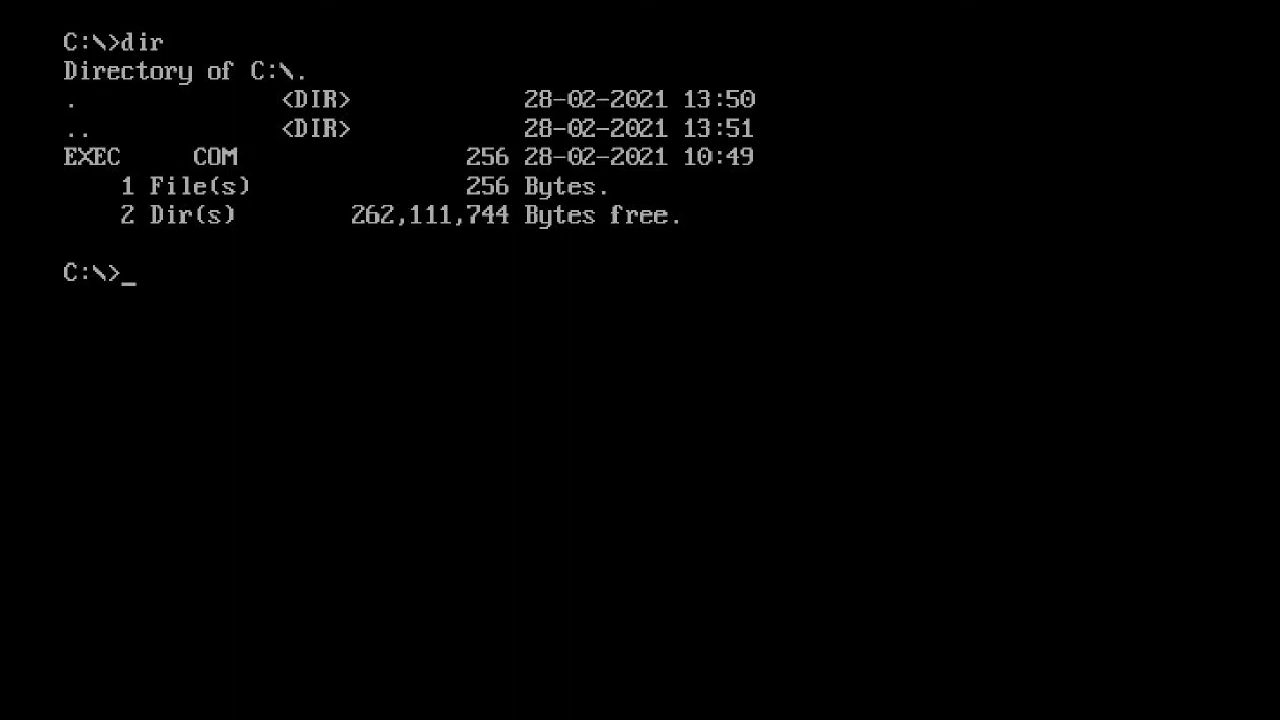 C:\>dir
Directory of C:\.
.                <DIR>            28-02-2021 13:50
..               <DIR>            28-02-2021 13:51
EXEC     COM                  256 28-02-2021 10:49
    1 File(s)                 256 Bytes.
    2 Dir(s)          262,111,744 Bytes free.

C:\>_